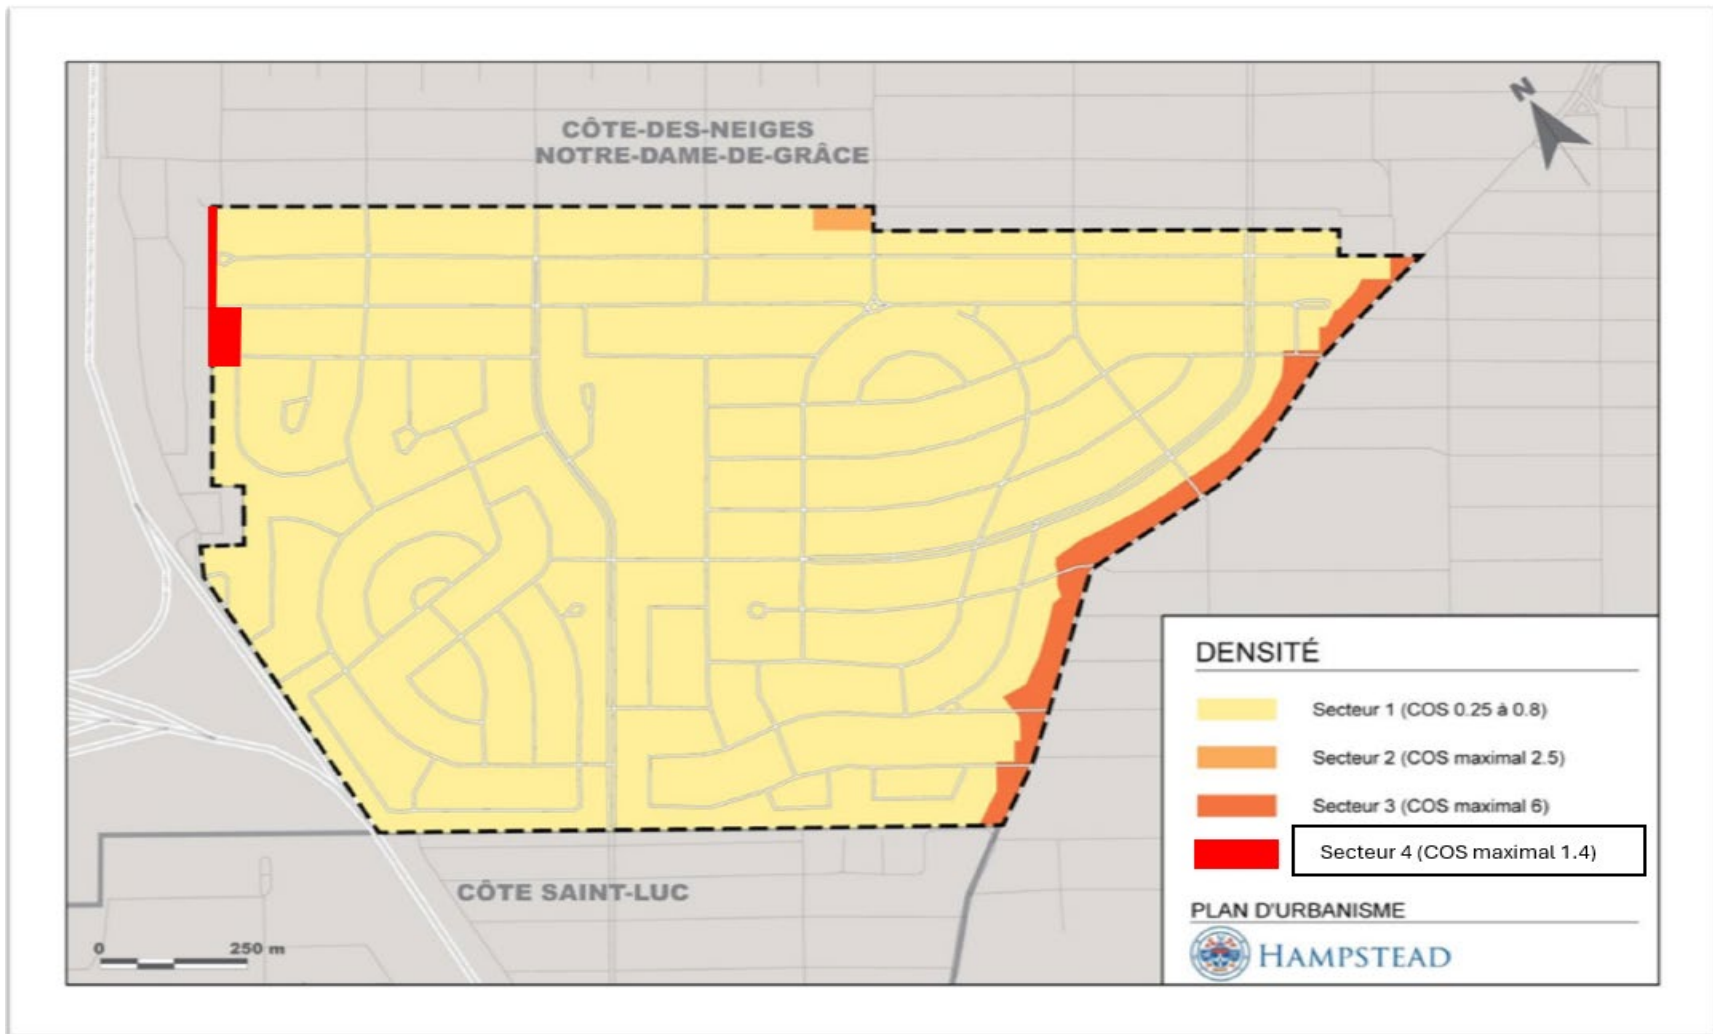 CÔTE-DES-NEIGES
NOTRE-DAME-DE-GRÂCE
N
DENSITÉ
Secteur 1 (COS 0.25 à 0.8)
Secteur 2 (COS maximal 2.5)
Secteur 3 (COS maximal 6)
Secteur 4 (COS maximal 1.4)
CÔTE SAINT-LUC
PLAN D'URBANISME
HAMPSTEAD
0 250 m